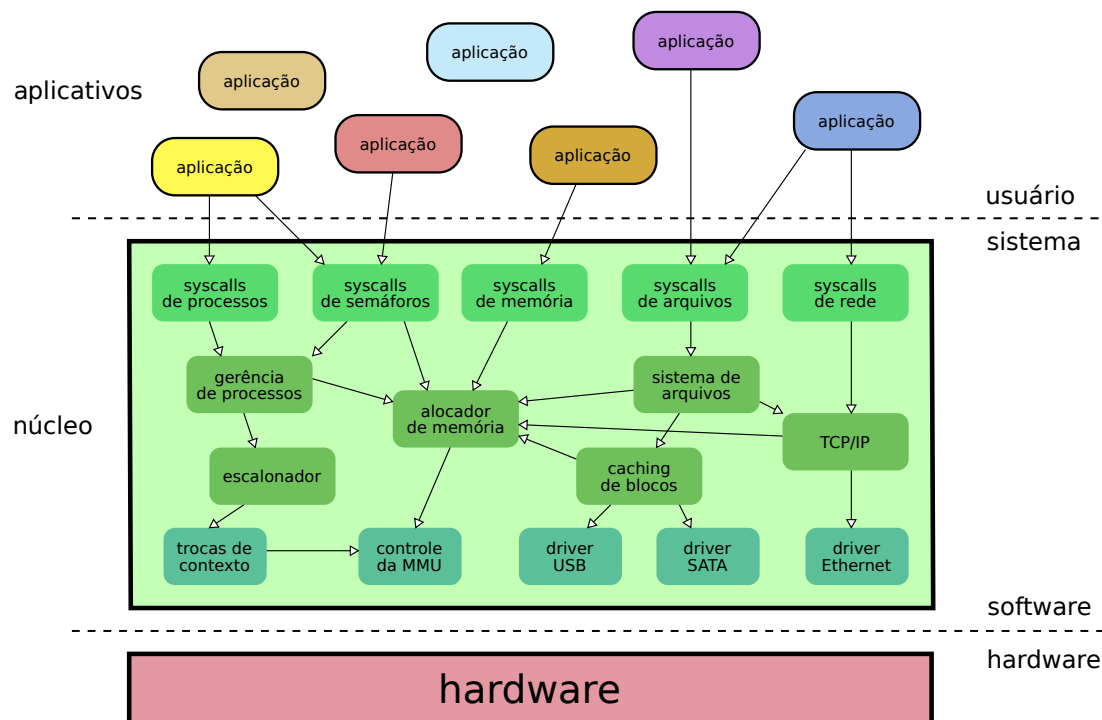 aplicação
aplicação
aplicação
aplicativos
aplicação
aplicação
aplicação
aplicação
usuário
sistema
syscalls
de processos
syscalls
de semáforos
syscalls
de memória
syscalls
de arquivos
syscalls
de rede
gerência
de processos
sistema de
arquivos
alocador
de memória
núcleo
TCP/IP
escalonador
caching
de blocos
trocas de
contexto
controle
da MMU
driver
USB
driver
SATA
driver
Ethernet
software
hardware
hardware